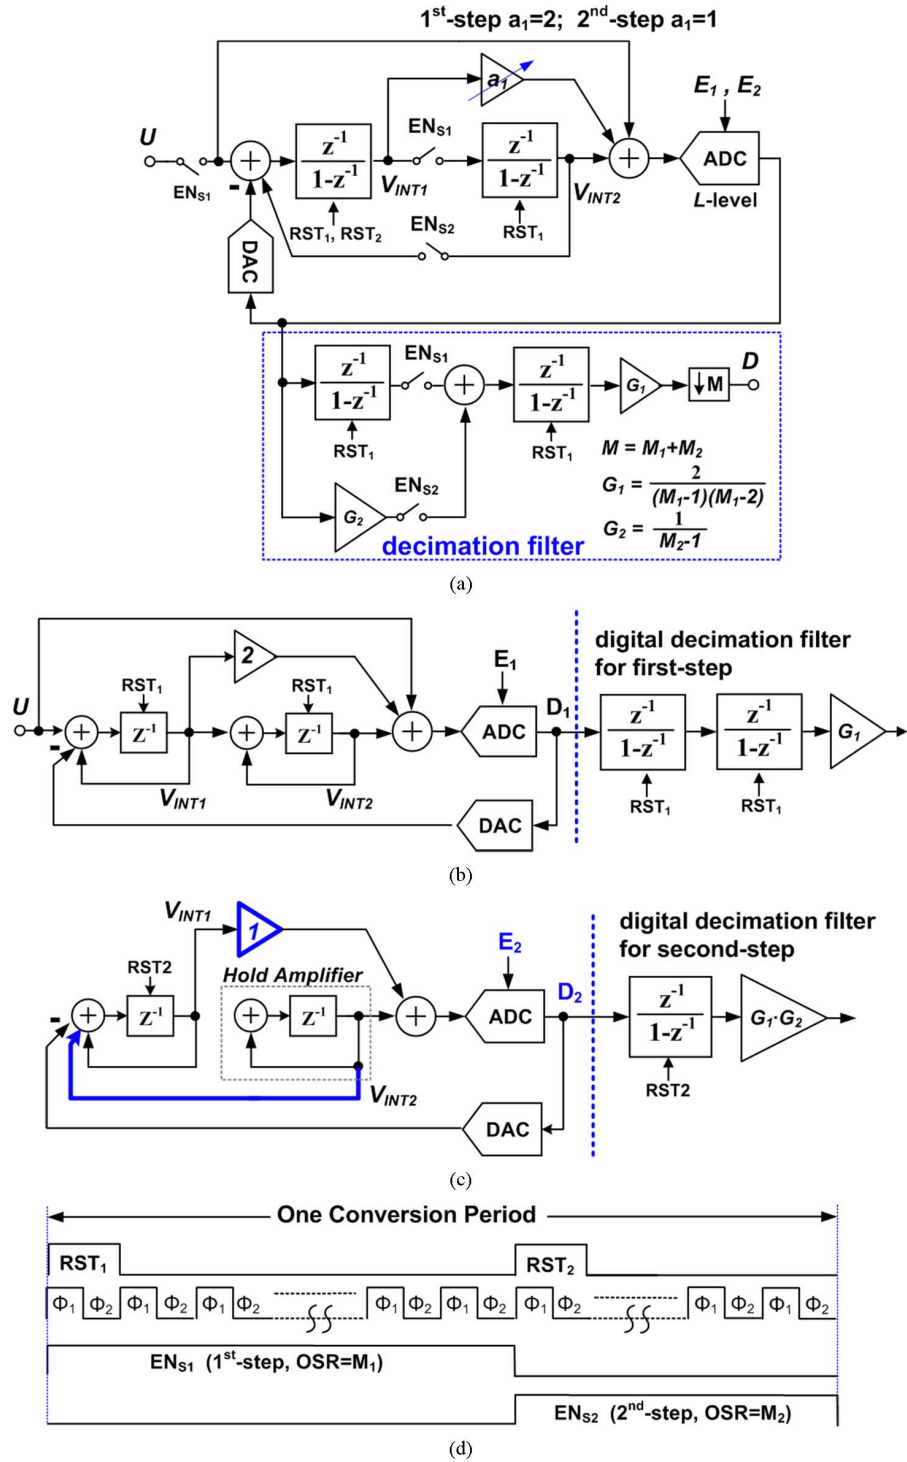 1st-step a1=2; 2nd-step a1=1
a1
E1 , E2
U
ENS1
+
-
z-1
1-z-1
VINT1
ENS1
z-1
1-z-1
VINT2
+
ADC
L-level
RST1, RST2
RST1
ENS2
DAC
z-1
1-z-1
RST1
ENS1
+
z-1
1-z-1
RST1
G1
↓M
D
G2
ENS2
M = M1+M2
G1 = 2
(M1-1)(M1-2)
G2 = 1
M2-1
decimation filter
(a)
U
2
RST1
RST1
E1
D1
digital decimation filter
for first-step
+
-
Z-1
+
Z-1
+
ADC
VINT1
VINT2
DAC
z-1
1-z-1
z-1
1-z-1
G1
RST1
RST1
(b)
VINT1
1
RST2
Hold Amplifier
E2
D2
digital decimation filter
for second-step
-
+
Z-1
+
Z-1
+
ADC
VINT2
DAC
z-1
1-z-1
G1·G2
RST2
(c)
One Conversion Period
RST1
RST2
Φ1 Φ2 Φ1 Φ2 Φ1 Φ2 Φ1 Φ2 Φ1 Φ2 Φ1 Φ2 Φ1 Φ2 Φ1 Φ2
ENS1 (1st-step, OSR=M1)
ENS2 (2nd-step, OSR=M2)
(d)